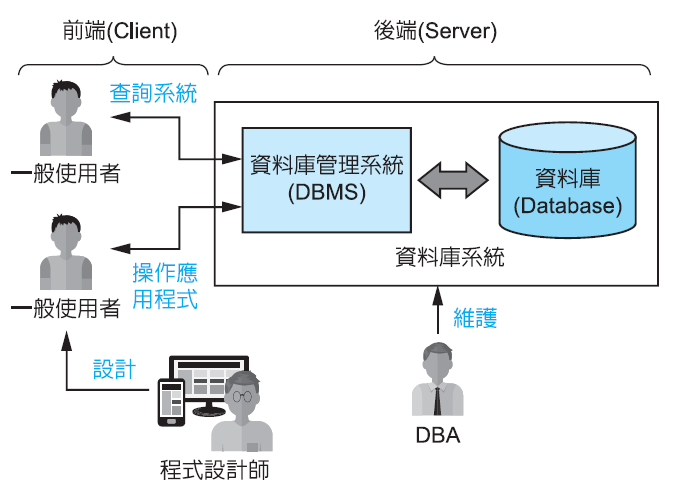 前端(Client)
後端(Server)
查詢系統
一般使用者
資料庫管理系統
(DBMS)
資料庫
(Database)
資料庫系統
操作應
用程式
一般使用者
維護
設計
DBA
程式設計師